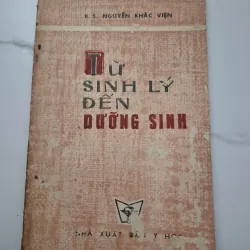 B.S. NGUYỄN KHẮC VIỆN
TỪ
SINH LÝ
ĐẾN
DƯỠNG SINH
NHÀ XUẤT BẢN Y HỌC